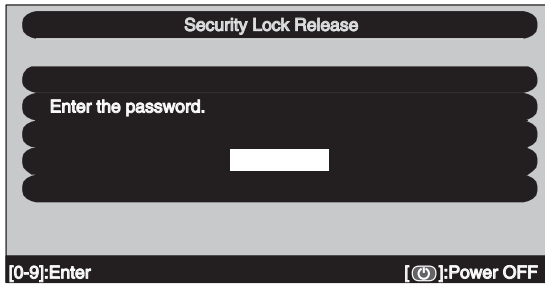 Security Lock Release
Enter the password.
[0-9]:Enter
[⏻]:Power OFF